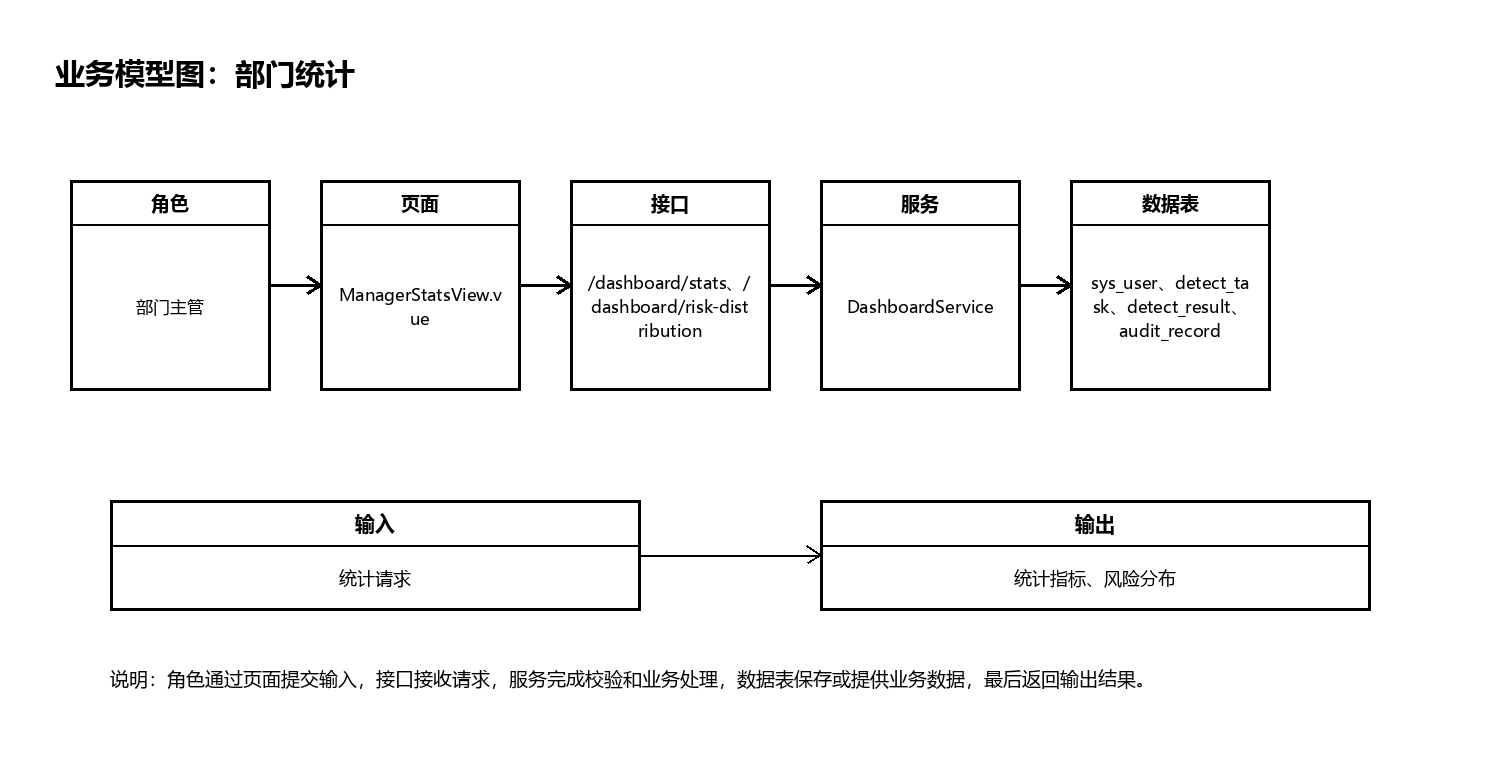 业务模型图：部门统计
角色
部门主管
页面
ManagerStatsView.v
ue
接口
/dashboard/stats、/
dashboard/risk-dist
ribution
服务
DashboardService
数据表
sys_user、detect_ta
sk、detect_result、
audit_record
输入
统计请求
输出
统计指标、风险分布
说明：角色通过页面提交输入，接口接收请求，服务完成校验和业务处理，数据表保存或提供业务数据，最后返回输出结果。